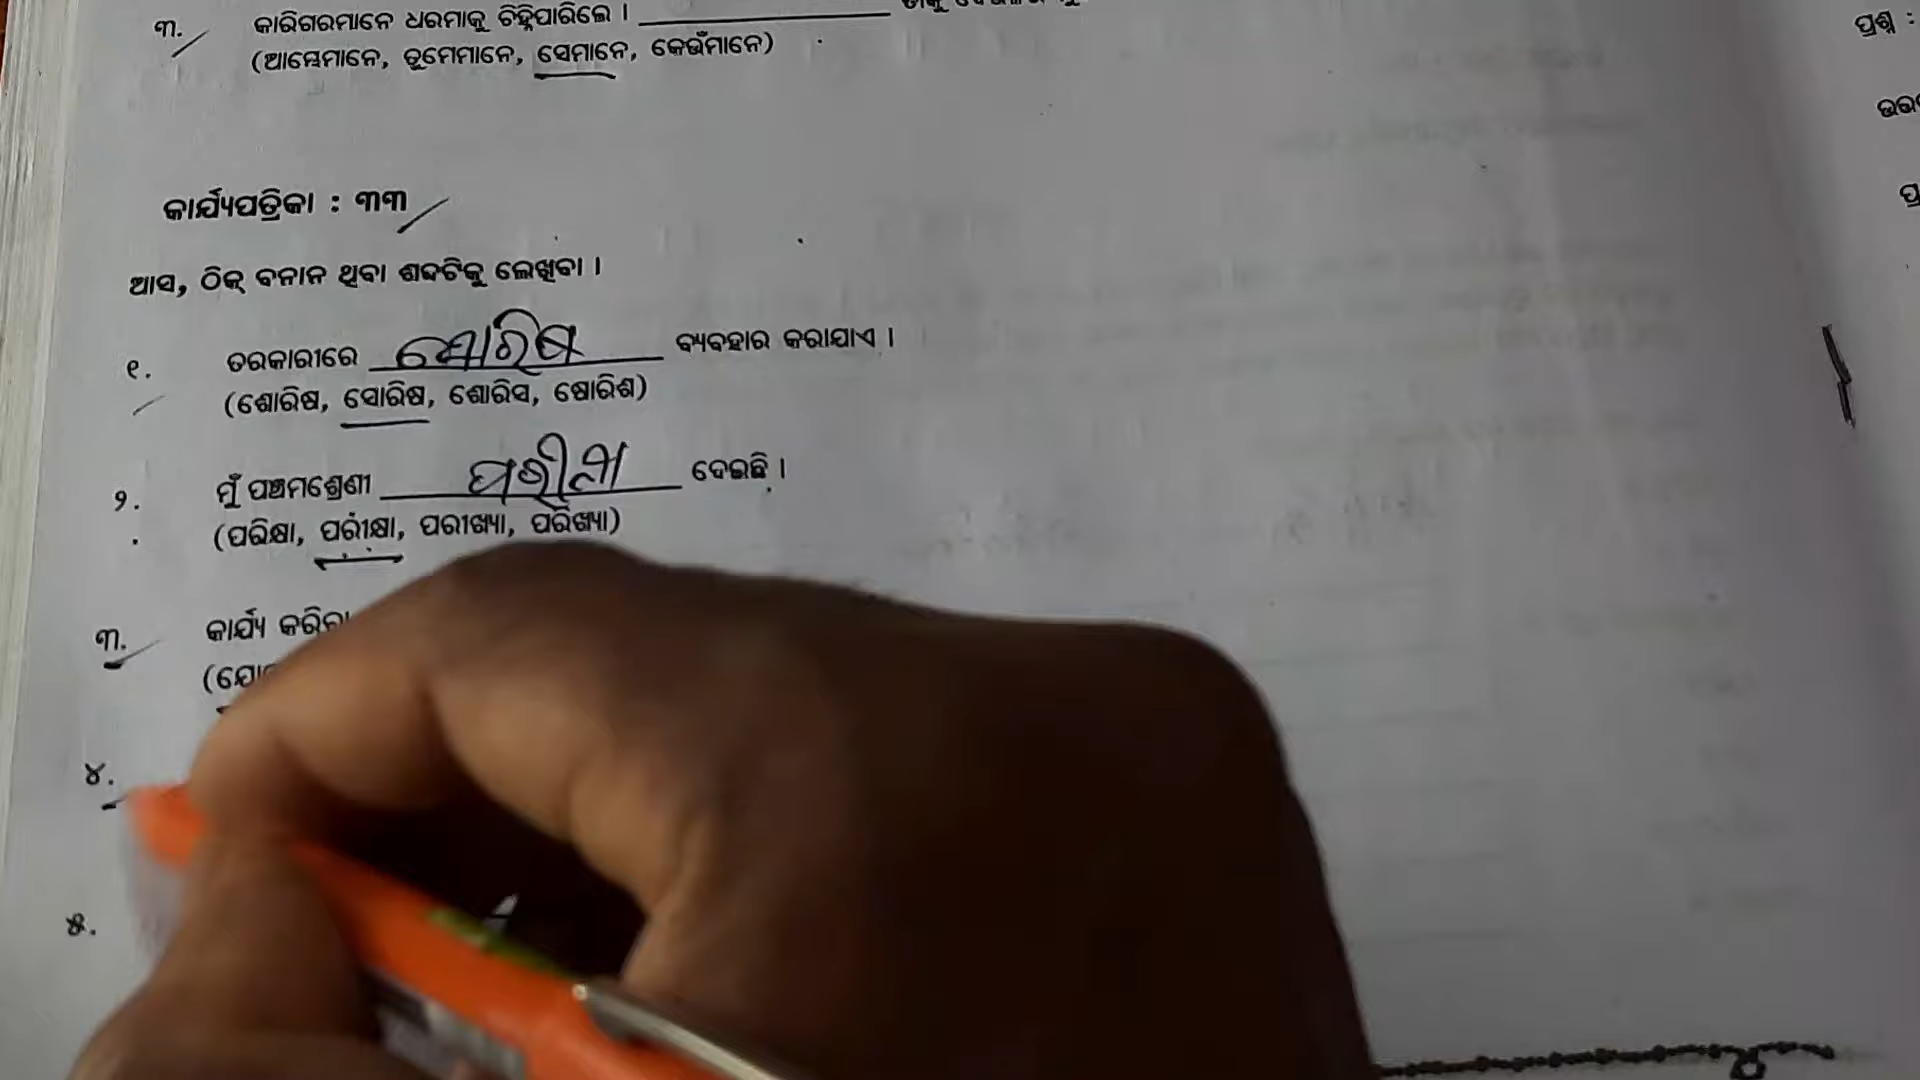 ୩. କାରିଗରମାନେ ଧରମାକୁ ଚିହ୍ନିପାରିଲେ ।
(ଆମ୍ଭେମାନେ, ତୁମେମାନେ, ସେମାନେ, କେଉଁମାନେ)
କାର୍ଯ୍ୟପତ୍ରିକା : ୩୩
ଆସ, ଠିକ୍ ବନାନ ଥିବା ଶବ୍ଦଟିକୁ ଲେଖିବା ।
୧. ତରକାରୀରେ ସୋରିଷ ବ୍ୟବହାର କରାଯାଏ ।
(ଶୋରିଷ, ସୋରିଷ, ଶୋରିସ, ଷୋରିଶ)
୨. ମୁଁ ପଞ୍ଚମଶ୍ରେଣୀ ପରୀକ୍ଷା ଦେଇଛି ।
(ପରିକ୍ଷା, ପରୀକ୍ଷା, ପରୀଖ୍ୟା, ପରିଖ୍ୟା)
୩. କାର୍ଯ୍ୟ
୪.
୫.
ପ୍ରଶ୍ନ :